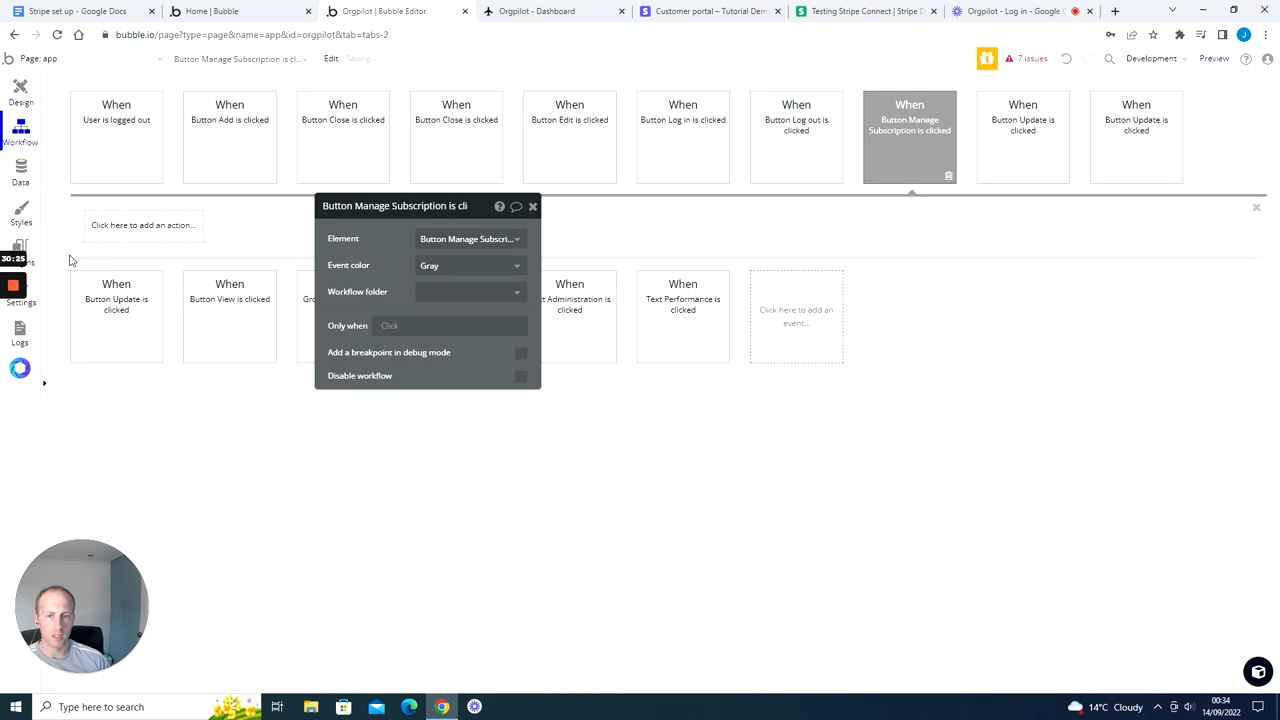 Stripe set-up - Google Docs
Home | Bubble
Orgpilot | Bubble Editor
Orgpilot - Dashboard
Customer portal – Tutorial Dem
Testing Stripe Connect | Stripe D
Orgpilot - Log in - Google C
bubble.io/page?type=page&name=app&id=orgpilot&tab=tabs-2
J
Page: app
Button Manage Subscription is cl...
Edit
Saving...
7 issues
Development
Preview
Design
Workflow
Data
Styles
Settings
Logs
30:25
When
User is logged out
When
Button Add is clicked
When
Button Close is clicked
When
Button Close is clicked
When
Button Edit is clicked
When
Button Log in is clicked
When
Button Log out is
clicked
When
Button Manage
Subscription is clicked
When
Button Update is
clicked
When
Button Update is
clicked
Click here to add an action...
Button Manage Subscription is cli
Element
Button Manage Subscri...
Event color
Gray
Workflow folder
Only when
Click
Add a breakpoint in debug mode
Disable workflow
When
Button Update is
clicked
When
Button View is clicked
Administration is
clicked
When
Text Performance is
clicked
Click here to add an
event...
Type here to search
14°C Cloudy
00:34
14/09/2022